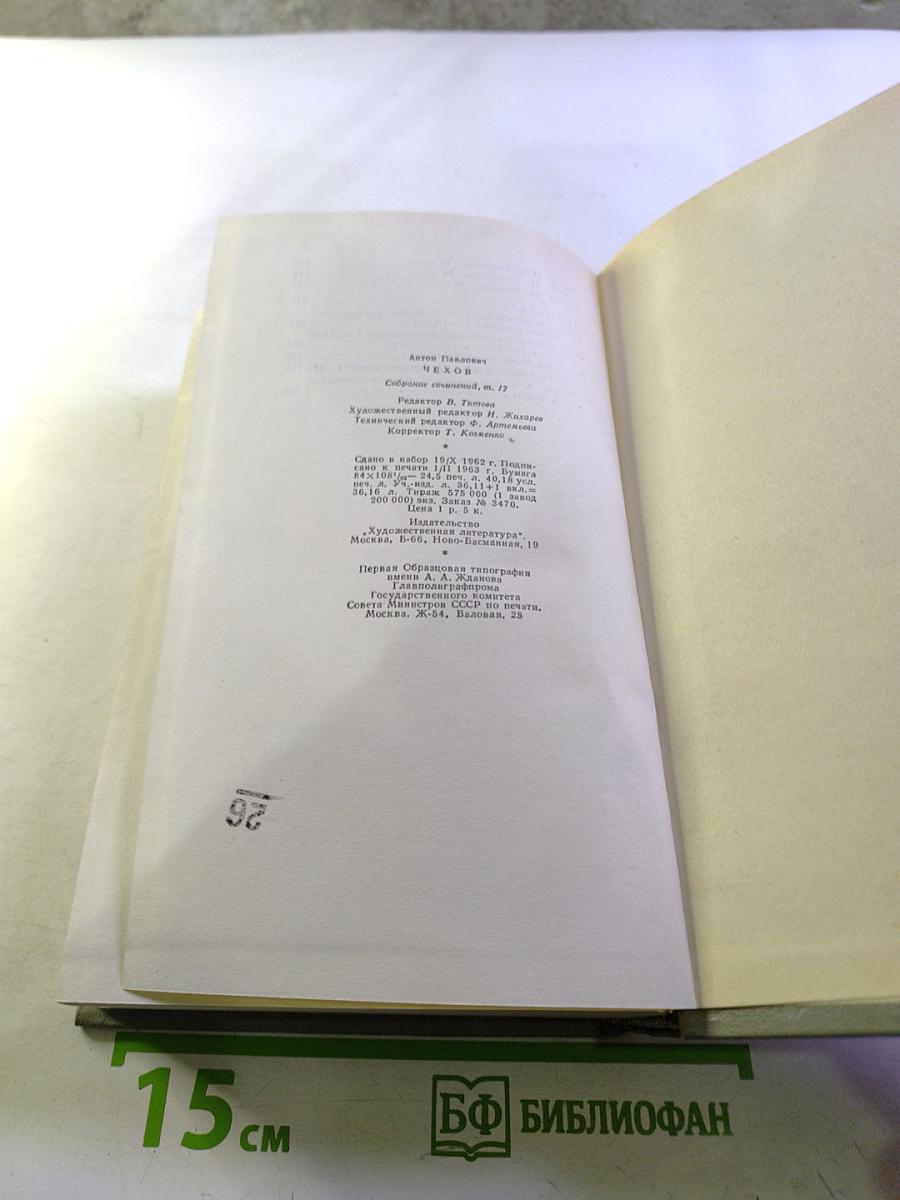 Антон Павлович
ЧЕХОВ
Собрание сочинений, т. 12
Редактор В. Титова
Художественный редактор И. Жихарев
Технический редактор Ф. Артемьева
Корректор Т. Козменко
*
Сдано в набор 19/X 1962 г. Подпи-
сано к печати 1/II 1963 г. Бумага
84×108¹/₃₂— 24,5 печ. л. 40,18 усл.
печ. л. Уч.-изд. л. 36,11+1 вкл.=
36,16 л. Тираж 575 000 (1 завод
200 000) экз. Заказ № 3470.
Цена 1 р. 5 к.
Издательство
„Художественная литература".
Москва, Б-66, Ново-Басманная, 19
*
Первая Образцовая типография
имени А. А. Жданова
Главполиграфпрома
Государственного комитета
Совета Министров СССР по печати.
Москва. Ж-54, Валовая, 28
26
15 см
БФ БИБЛИОФАН